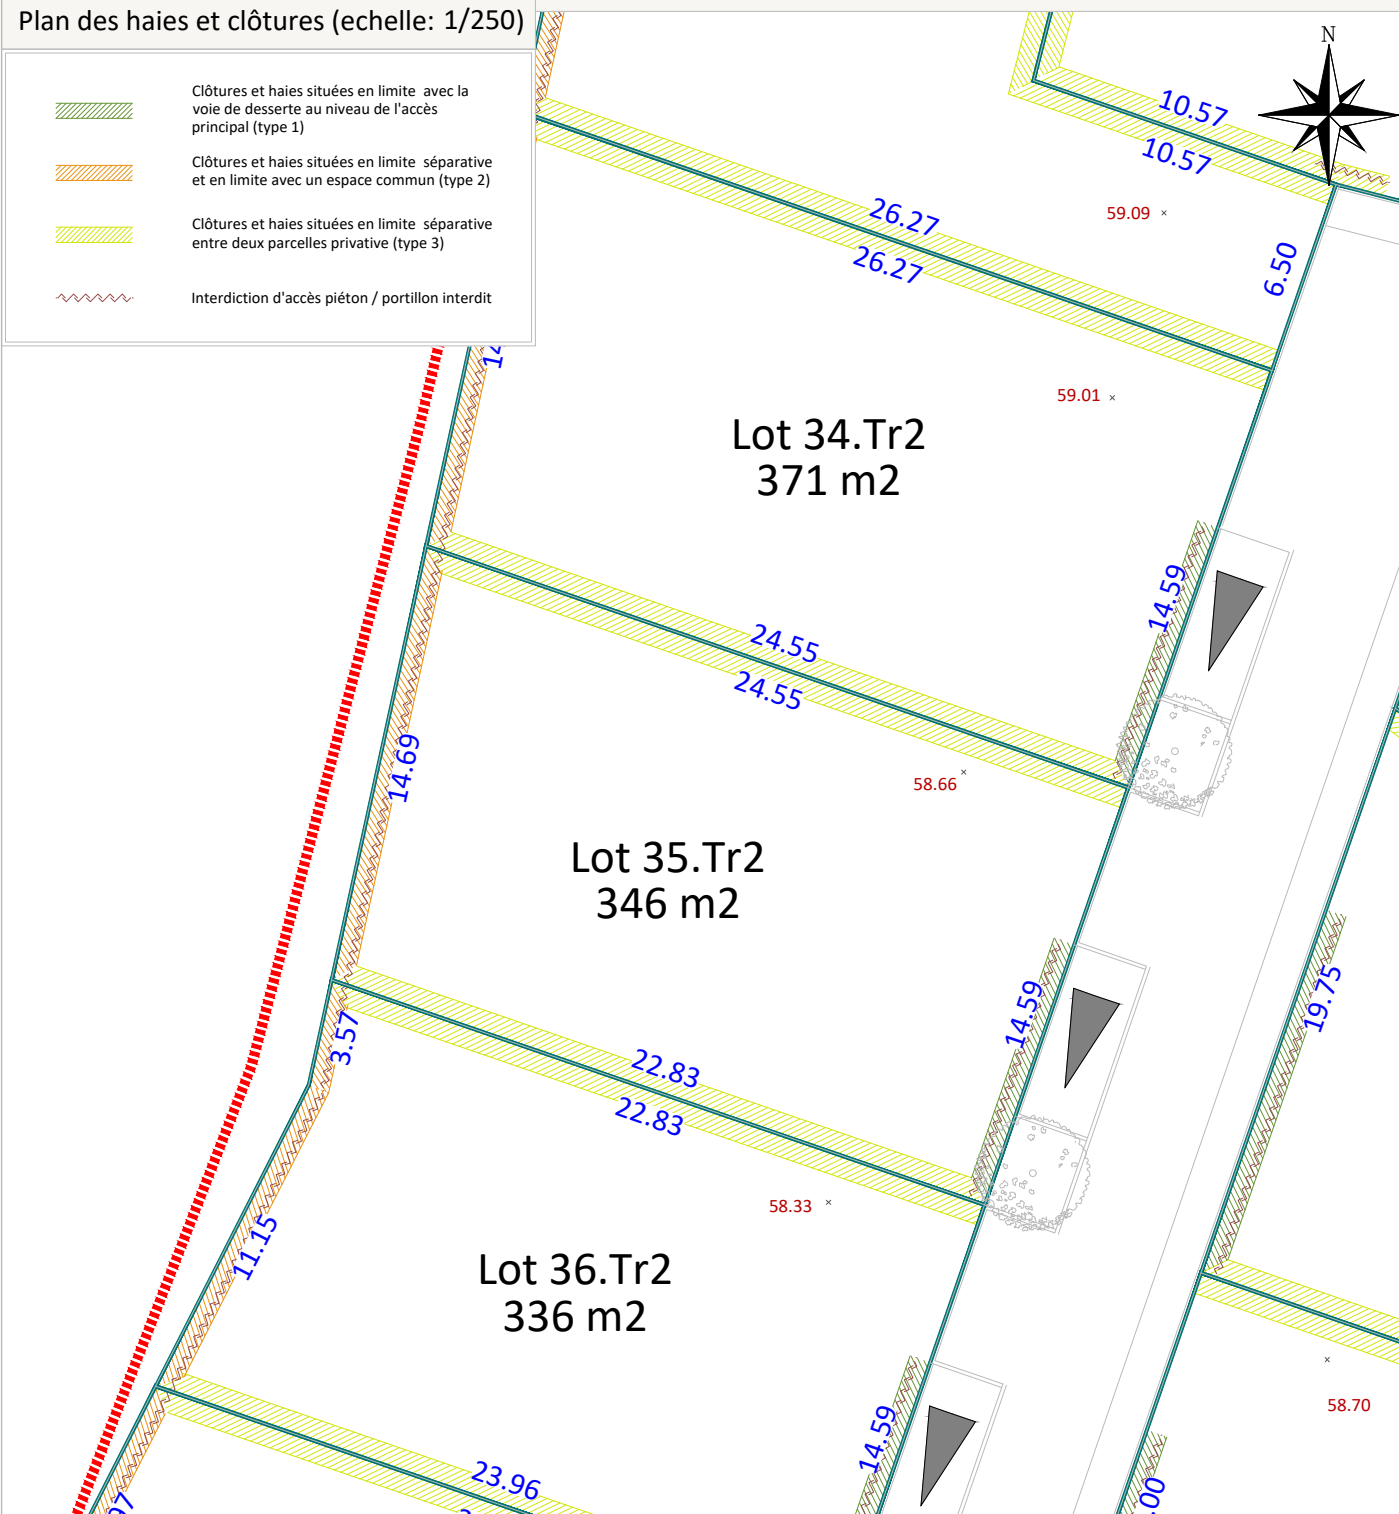 Plan des haies et clôtures (echelle: 1/250)
Clôtures et haies situées en limite avec la
voie de desserte au niveau de l'accès
principal (type 1)
Clôtures et haies situées en limite séparative
et en limite avec un espace commun (type 2)
Clôtures et haies situées en limite séparative
entre deux parcelles privative (type 3)
Interdiction d'accès piéton / portillon interdit
N
10.57
10.57
59.09
26.27
26.27
6.50
59.01
Lot 34.Tr2
371 m2
14.59
24.55
24.55
14.69
58.66
Lot 35.Tr2
346 m2
14.59
19.75
3.57
22.83
22.83
58.33
11.15
Lot 36.Tr2
336 m2
58.70
14.59
23.96